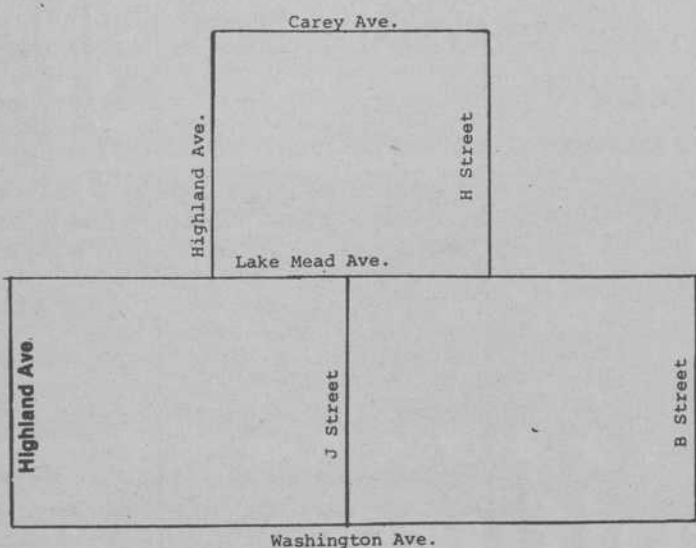 Carey Ave.
Highland Ave.
H Street
Lake Mead Ave.
Highland Ave.
J Street
B Street
Washington Ave.